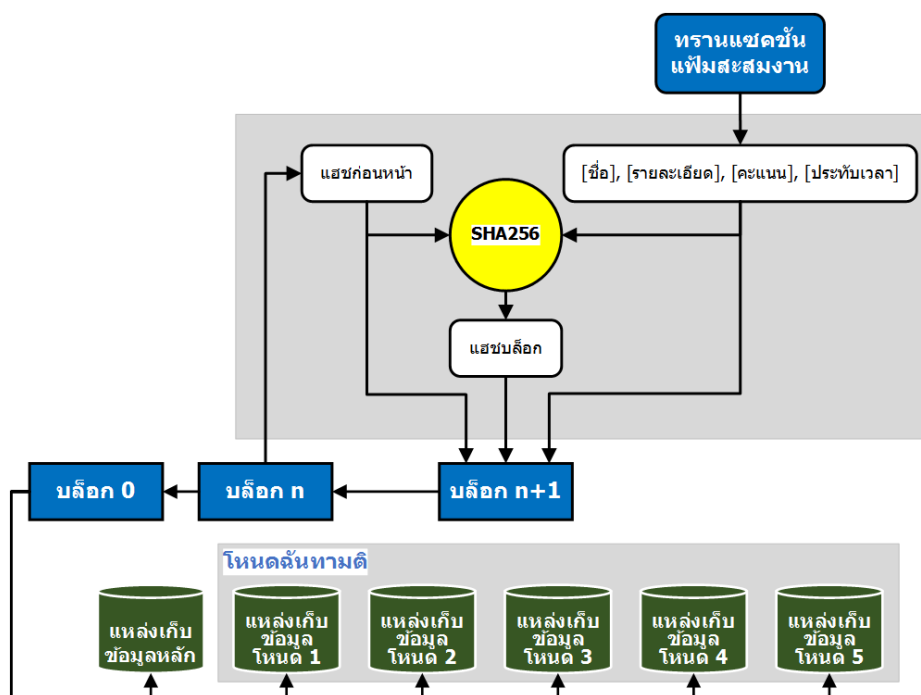 ทรานแซคชัน
แฟ้มสะสมงาน
แฮชก่อนหน้า
[ชื่อ], [รายละเอียด], [คะแนน], [ประทับเวลา]
SHA256
แฮชบล็อก
บล็อก 0
บล็อก n
บล็อก n+1
โหนดฉันทามติ
แหล่งเก็บ
ข้อมูลหลัก
แหล่งเก็บ
ข้อมูล
โหนด 1
แหล่งเก็บ
ข้อมูล
โหนด 2
แหล่งเก็บ
ข้อมูล
โหนด 3
แหล่งเก็บ
ข้อมูล
โหนด 4
แหล่งเก็บ
ข้อมูล
โหนด 5